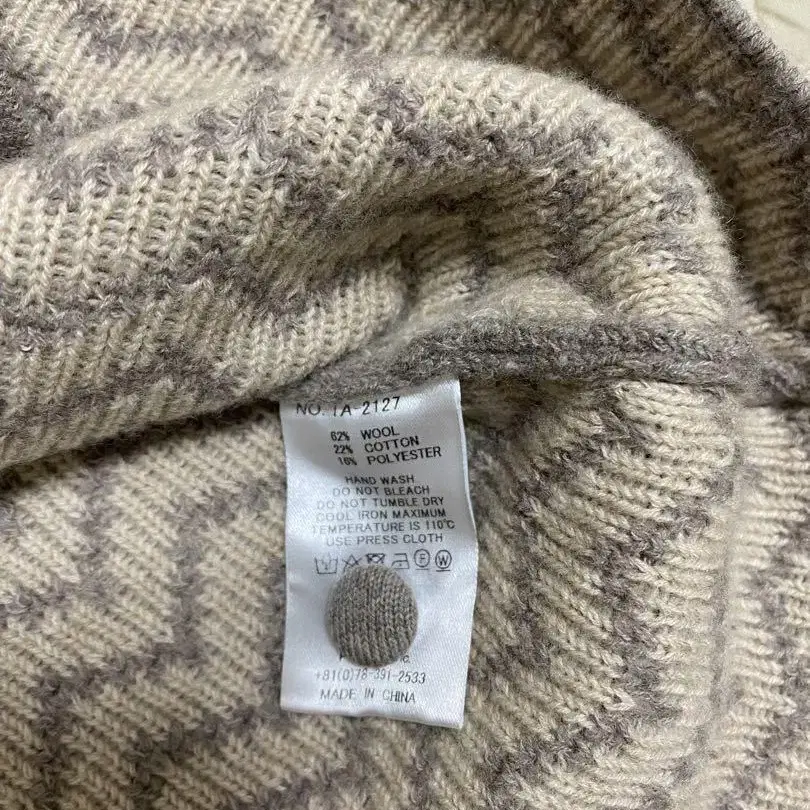 NO. TA-2127
62% WOOL
22% COTTON
16% POLYESTER
HAND WASH
DO NOT BLEACH
DO NOT TUMBLE DRY
COOL IRON MAXIMUM
TEMPERATURE IS 110℃
USE PRESS CLOTH
F W
+81(0)78-391-2533
MADE IN CHINA